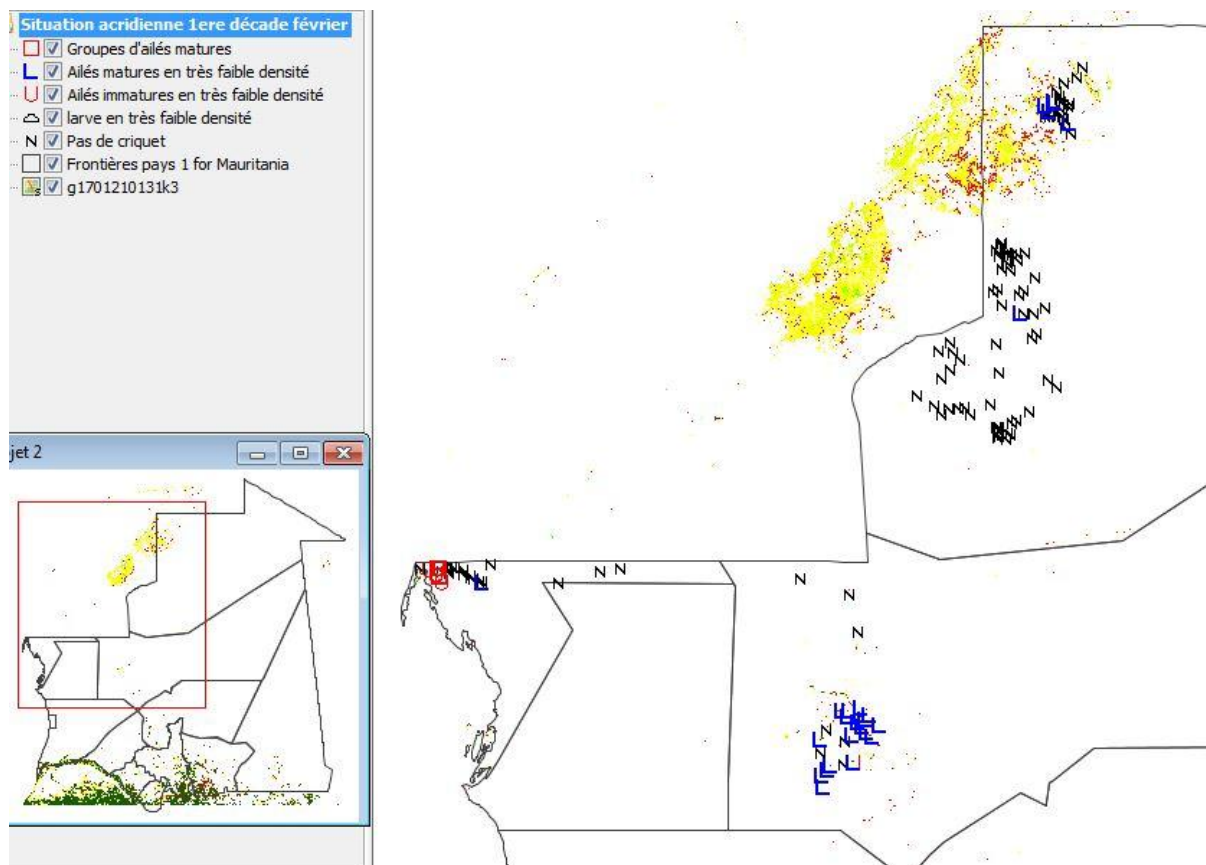 Situation acridienne 1ere décade février
Groupes d'ailés matures
Ailés matures en très faible densité
Ailés immatures en très faible densité
larve en très faible densité
N Pas de criquet
Frontières pays 1 for Mauritania
g1701210131k3
jet 2